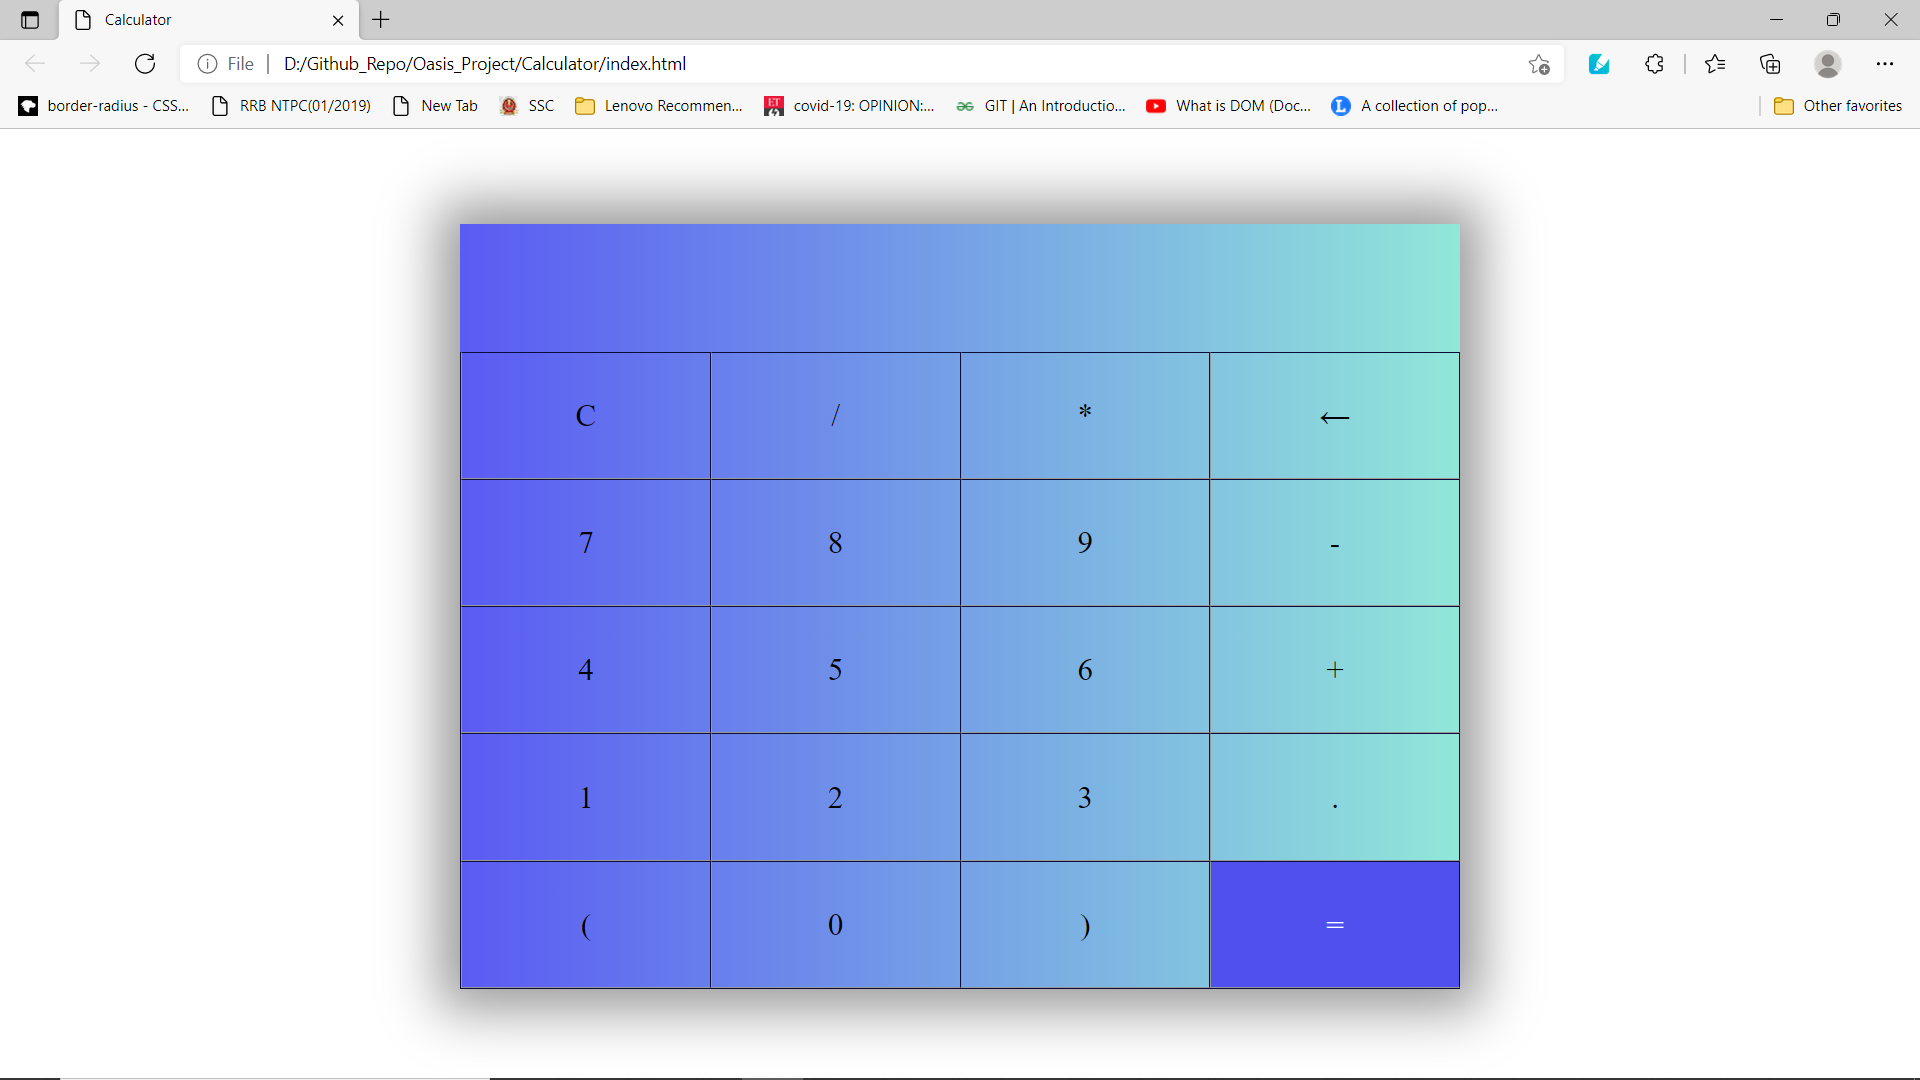 Calculator
File D:/Github_Repo/Oasis_Project/Calculator/index.html
border-radius - CSS... RRB NTPC(01/2019) New Tab SSC Lenovo Recommen... ET covid-19: OPINION:... GIT | An Introductio... What is DOM (Doc... L A collection of pop... Other favorites
C / * ←
7 8 9 -
4 5 6 +
1 2 3 .
( 0 ) =